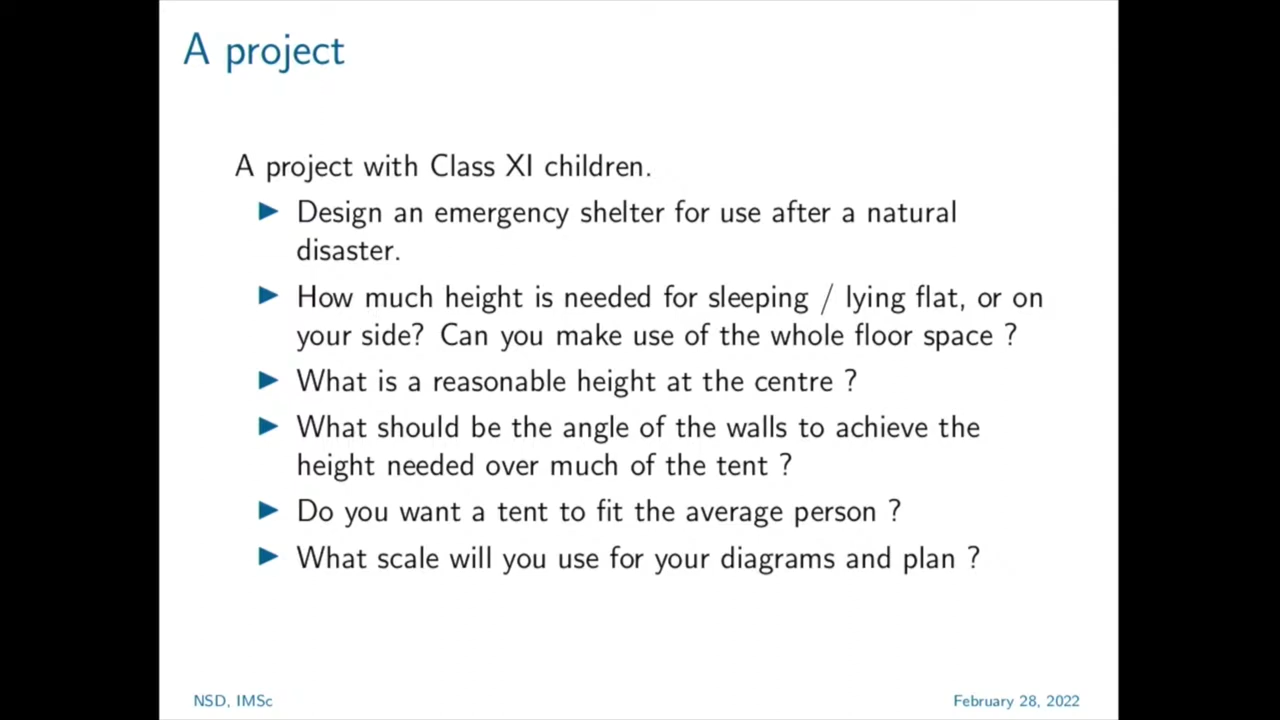 A project
A project with Class XI children.
▶ Design an emergency shelter for use after a natural
disaster.
▶ How much height is needed for sleeping / lying flat, or on
your side? Can you make use of the whole floor space ?
▶ What is a reasonable height at the centre ?
▶ What should be the angle of the walls to achieve the
height needed over much of the tent ?
▶ Do you want a tent to fit the average person ?
▶ What scale will you use for your diagrams and plan ?
NSD, IMSc
February 28, 2022